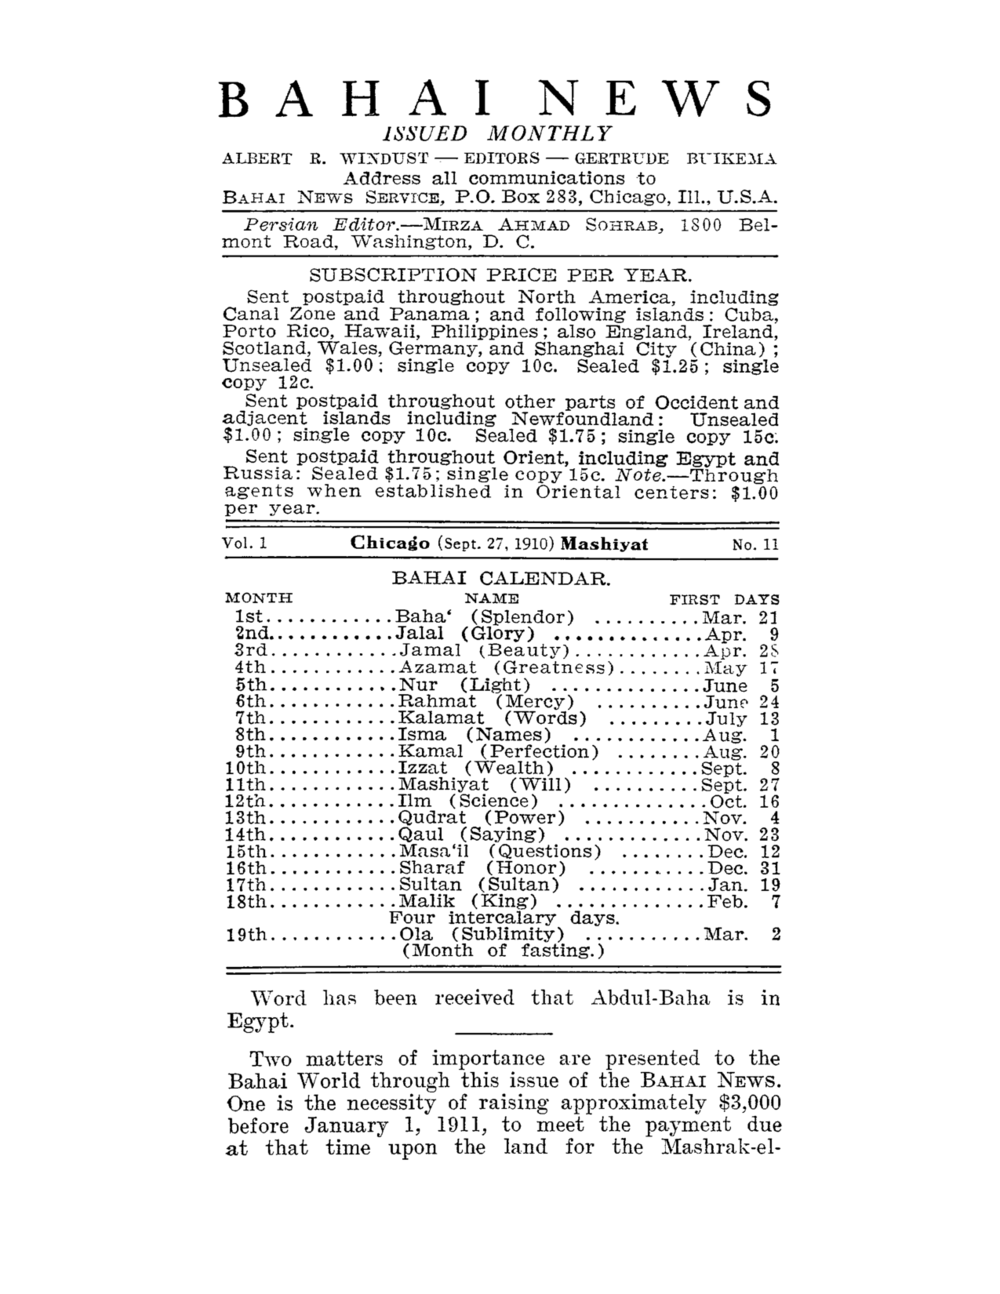 BAHAI NEWS
ISSUED MONTHLY
ALBERT R. WINDUST — EDITORS — GERTRUDE BUIKEMA
Address all communications to
BAHAI NEWS SERVICE, P.O. Box 283, Chicago, Ill., U.S.A.
Persian Editor.—MIRZA AHMAD SOHRAB, 1800 Bel-
mont Road, Washington, D. C.
SUBSCRIPTION PRICE PER YEAR.
Sent postpaid throughout North America, including
Canal Zone and Panama; and following islands: Cuba,
Porto Rico, Hawaii, Philippines; also England, Ireland,
Scotland, Wales, Germany, and Shanghai City (China);
Unsealed $1.00; single copy 10c. Sealed $1.25; single
copy 12c.
Sent postpaid throughout other parts of Occident and
adjacent islands including Newfoundland: Unsealed
$1.00; single copy 10c. Sealed $1.75; single copy 15c.
Sent postpaid throughout Orient, including Egypt and
Russia: Sealed $1.75; single copy 15c. Note.—Through
agents when established in Oriental centers: $1.00
per year.
Vol. 1 Chicago (Sept. 27, 1910) Mashiyat No. 11
BAHAI CALENDAR.
MONTH NAME FIRST DAYS
1st............Baha‘ (Splendor) ..........Mar. 21
2nd............Jalal (Glory) ..............Apr. 9
3rd............Jamal (Beauty)............Apr. 28
4th............Azamat (Greatness)........May 17
5th............Nur (Light) ..............June 5
6th............Rahmat (Mercy) ..........June 24
7th............Kalamat (Words) .........July 13
8th............Isma (Names) ............Aug. 1
9th............Kamal (Perfection) ........Aug. 20
10th............Izzat (Wealth) ............Sept. 8
11th............Mashiyat (Will) ..........Sept. 27
12th............Ilm (Science) ..............Oct. 16
13th............Qudrat (Power) ...........Nov. 4
14th............Qaul (Saying) .............Nov. 23
15th............Masa‘il (Questions) ........Dec. 12
16th............Sharaf (Honor) ...........Dec. 31
17th............Sultan (Sultan) ............Jan. 19
18th............Malik (King) ..............Feb. 7
Four intercalary days.
19th............Ola (Sublimity) ...........Mar. 2
(Month of fasting.)
Word has been received that Abdul-Baha is in
Egypt.
Two matters of importance are presented to the
Bahai World through this issue of the BAHAI NEWS.
One is the necessity of raising approximately $3,000
before January 1, 1911, to meet the payment due
at that time upon the land for the Mashrak-el-